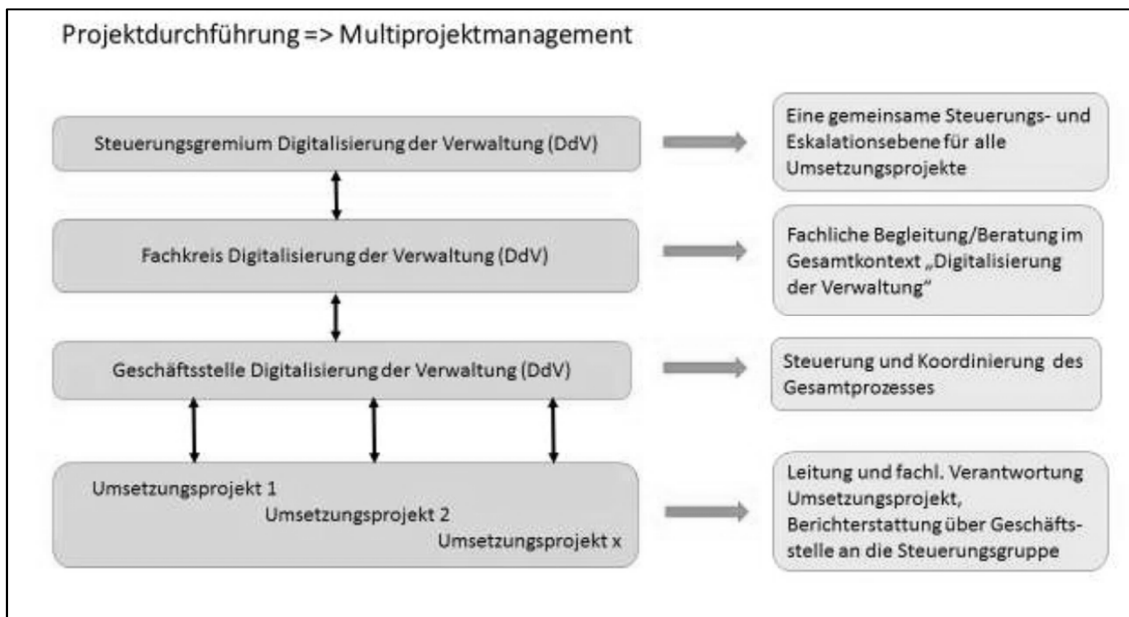 Projektdurchführung => Multiprojektmanagement
Steuerungsgremium Digitalisierung der Verwaltung (DdV)
Eine gemeinsame Steuerungs- und
Eskalationsebene für alle
Umsetzungsprojekte
Fachkreis Digitalisierung der Verwaltung (DdV)
Fachliche Begleitung/Beratung im
Gesamtkontext „Digitalisierung
der Verwaltung“
Geschäftsstelle Digitalisierung der Verwaltung (DdV)
Steuerung und Koordinierung des
Gesamtprozesses
Umsetzungsprojekt 1
Umsetzungsprojekt 2
Umsetzungsprojekt x
Leitung und fachl. Verantwortung
Umsetzungsprojekt,
Berichterstattung über Geschäfts-
stelle an die Steuerungsgruppe